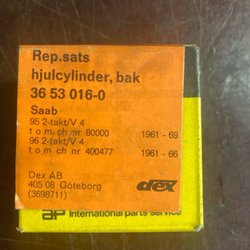 Rep.sats
hjulcylinder, bak
36 53 016-0
Saab
95 2-takt/V 4
t o m ch nr 80000 1961 - 69
96 2-takt/V 4
t o m ch nr 400477 1961 - 66
Dex AB
405 08 Göteborg
(3698711)
dex
ap International parts service